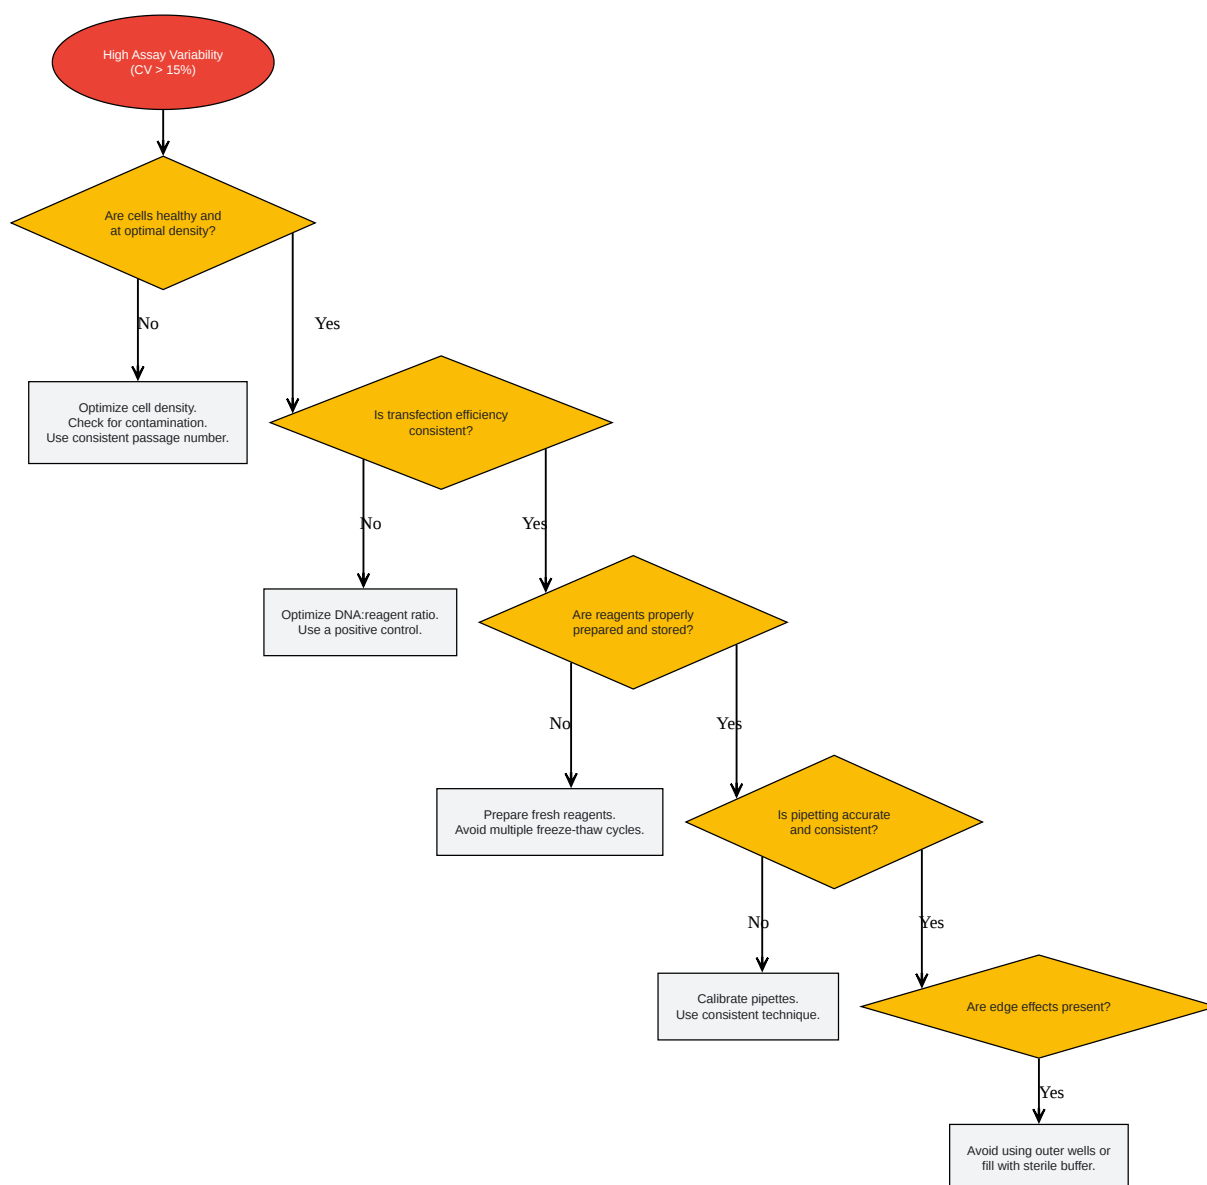 High Assay Variability
(CV > 15%)
Are cells healthy and
at optimal density?
No
Yes
Optimize cell density.
Check for contamination.
Use consistent passage number.
Is transfection efficiency
consistent?
No
Yes
Optimize DNA:reagent ratio.
Use a positive control.
Are reagents properly
prepared and stored?
No
Yes
Prepare fresh reagents.
Avoid multiple freeze-thaw cycles.
Is pipetting accurate
and consistent?
No
Yes
Calibrate pipettes.
Use consistent technique.
Are edge effects present?
Yes
Avoid using outer wells or
fill with sterile buffer.